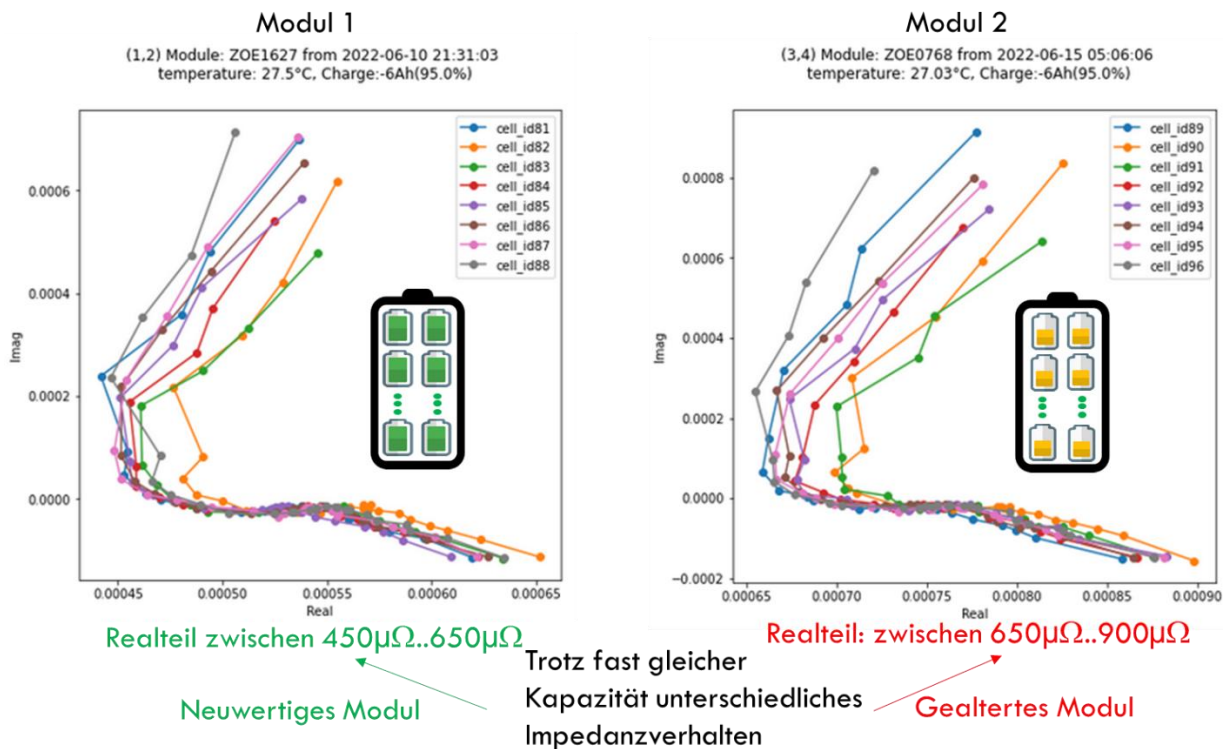 Modul 1
(1,2) Module: ZOE1627 from 2022-06-10 21:31:03
temperature: 27.5°C, Charge:-6Ah(95.0%)
Imag
0.0006
0.0004
0.0002
0.0000
cell_id81
cell_id82
cell_id83
cell_id84
cell_id85
cell_id86
cell_id87
cell_id88
0.00045
0.00050
0.00055
0.00060
0.00065
Real
Modul 2
(3,4) Module: ZOE0768 from 2022-06-15 05:06:06
temperature: 27.03°C, Charge:-6Ah(95.0%)
Imag
0.0008
0.0006
0.0004
0.0002
0.0000
−0.0002
cell_id89
cell_id90
cell_id91
cell_id92
cell_id93
cell_id94
cell_id95
cell_id96
0.00065
0.00070
0.00075
0.00080
0.00085
0.00090
Real
Realteil zwischen 450µΩ..650µΩ
Realteil: zwischen 650µΩ..900µΩ
Neuwertiges Modul
Trotz fast gleicher
Kapazität unterschiedliches
Impedanzverhalten
Gealtertes Modul